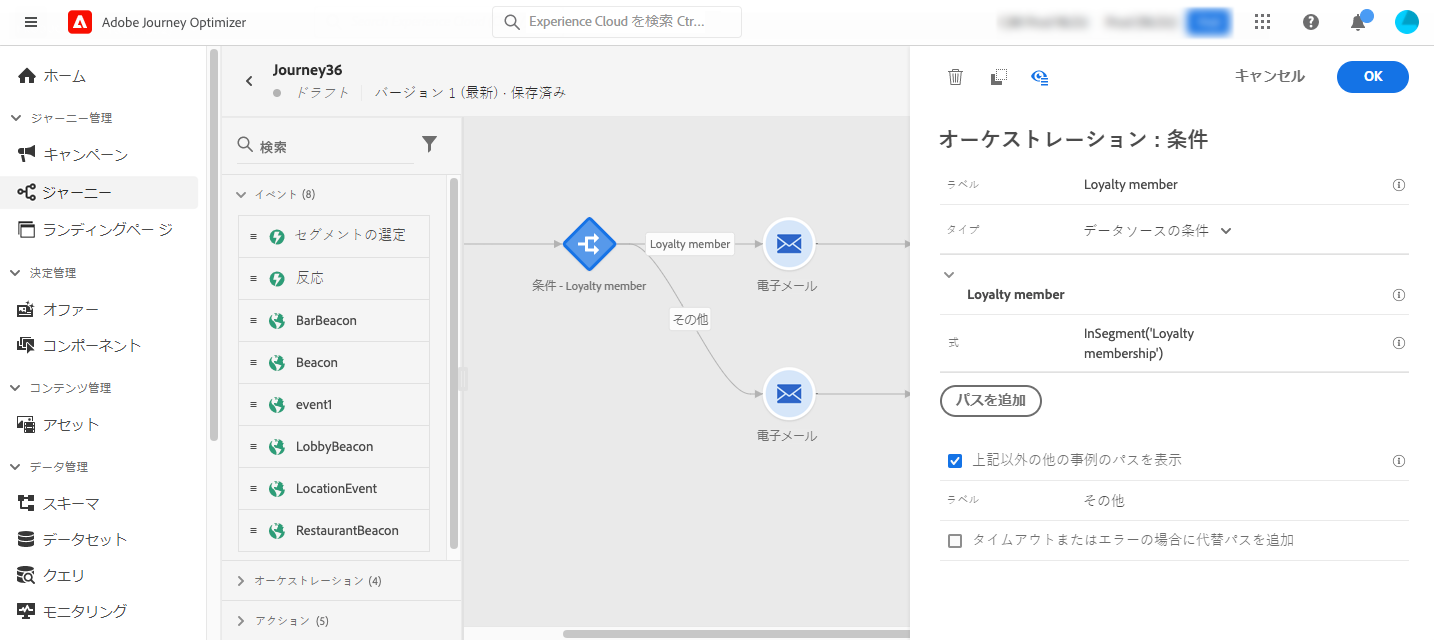 Adobe Journey Optimizer
Experience Cloud を検索 Ctr...
ホーム
ジャーニー管理
キャンペーン
ジャーニー
ランディングページ
決定管理
オファー
コンポーネント
コンテンツ管理
アセット
データ管理
スキーマ
データセット
クエリ
モニタリング
Journey36
ドラフト
バージョン 1 (最新) · 保存済み
検索
イベント (8)
セグメントの選定
反応
BarBeacon
Beacon
event1
LobbyBeacon
LocationEvent
RestaurantBeacon
オーケストレーション (4)
アクション (5)
条件 - Loyalty member
Loyalty member
その他
電子メール
電子メール
キャンセル
OK
オーケストレーション : 条件
ラベル
Loyalty member
タイプ
データソースの条件
Loyalty member
式
InSegment('Loyalty
membership')
パスを追加
上記以外の他の事例のパスを表示
ラベル
その他
タイムアウトまたはエラーの場合に代替パスを追加